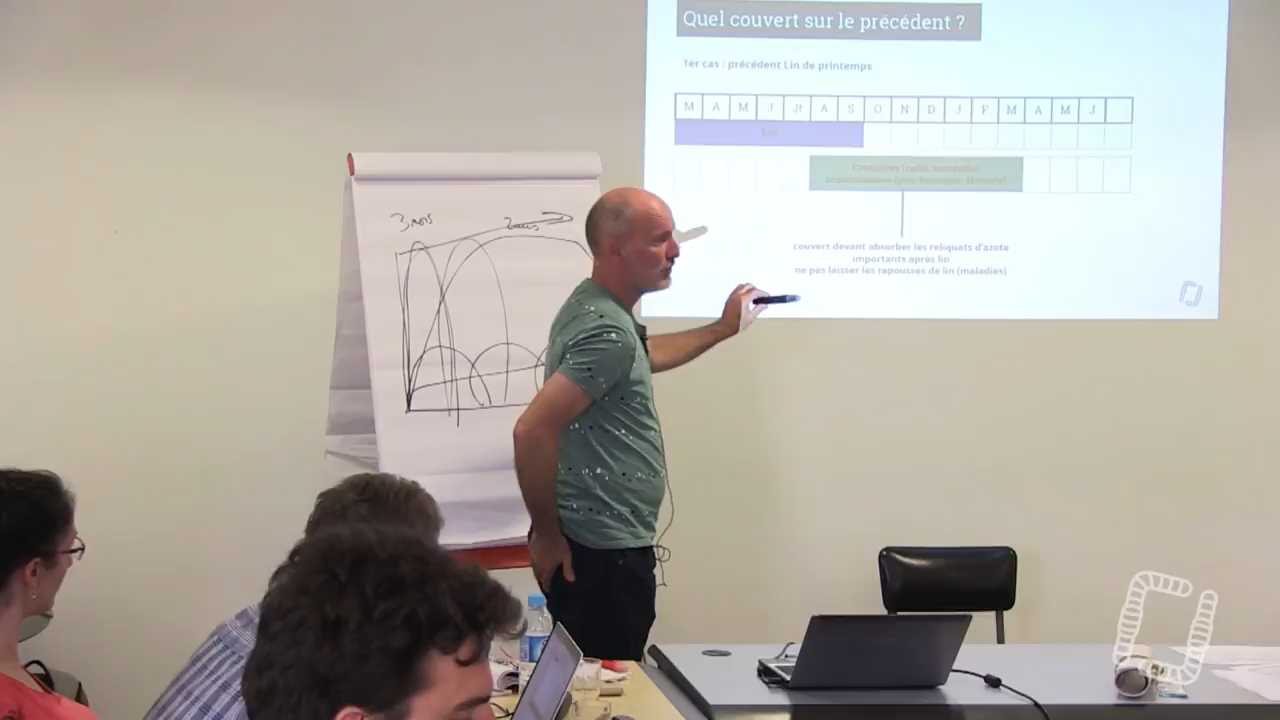 Quel couvert sur le précédent ?
1er cas : précédent Lin de printemps
M A M J Jt A S O N D J F M A M J
Lin
couvert devant absorber les reliquats d'azote
importants après lin
ne pas laisser les repousses de lin (maladies)
3 mois